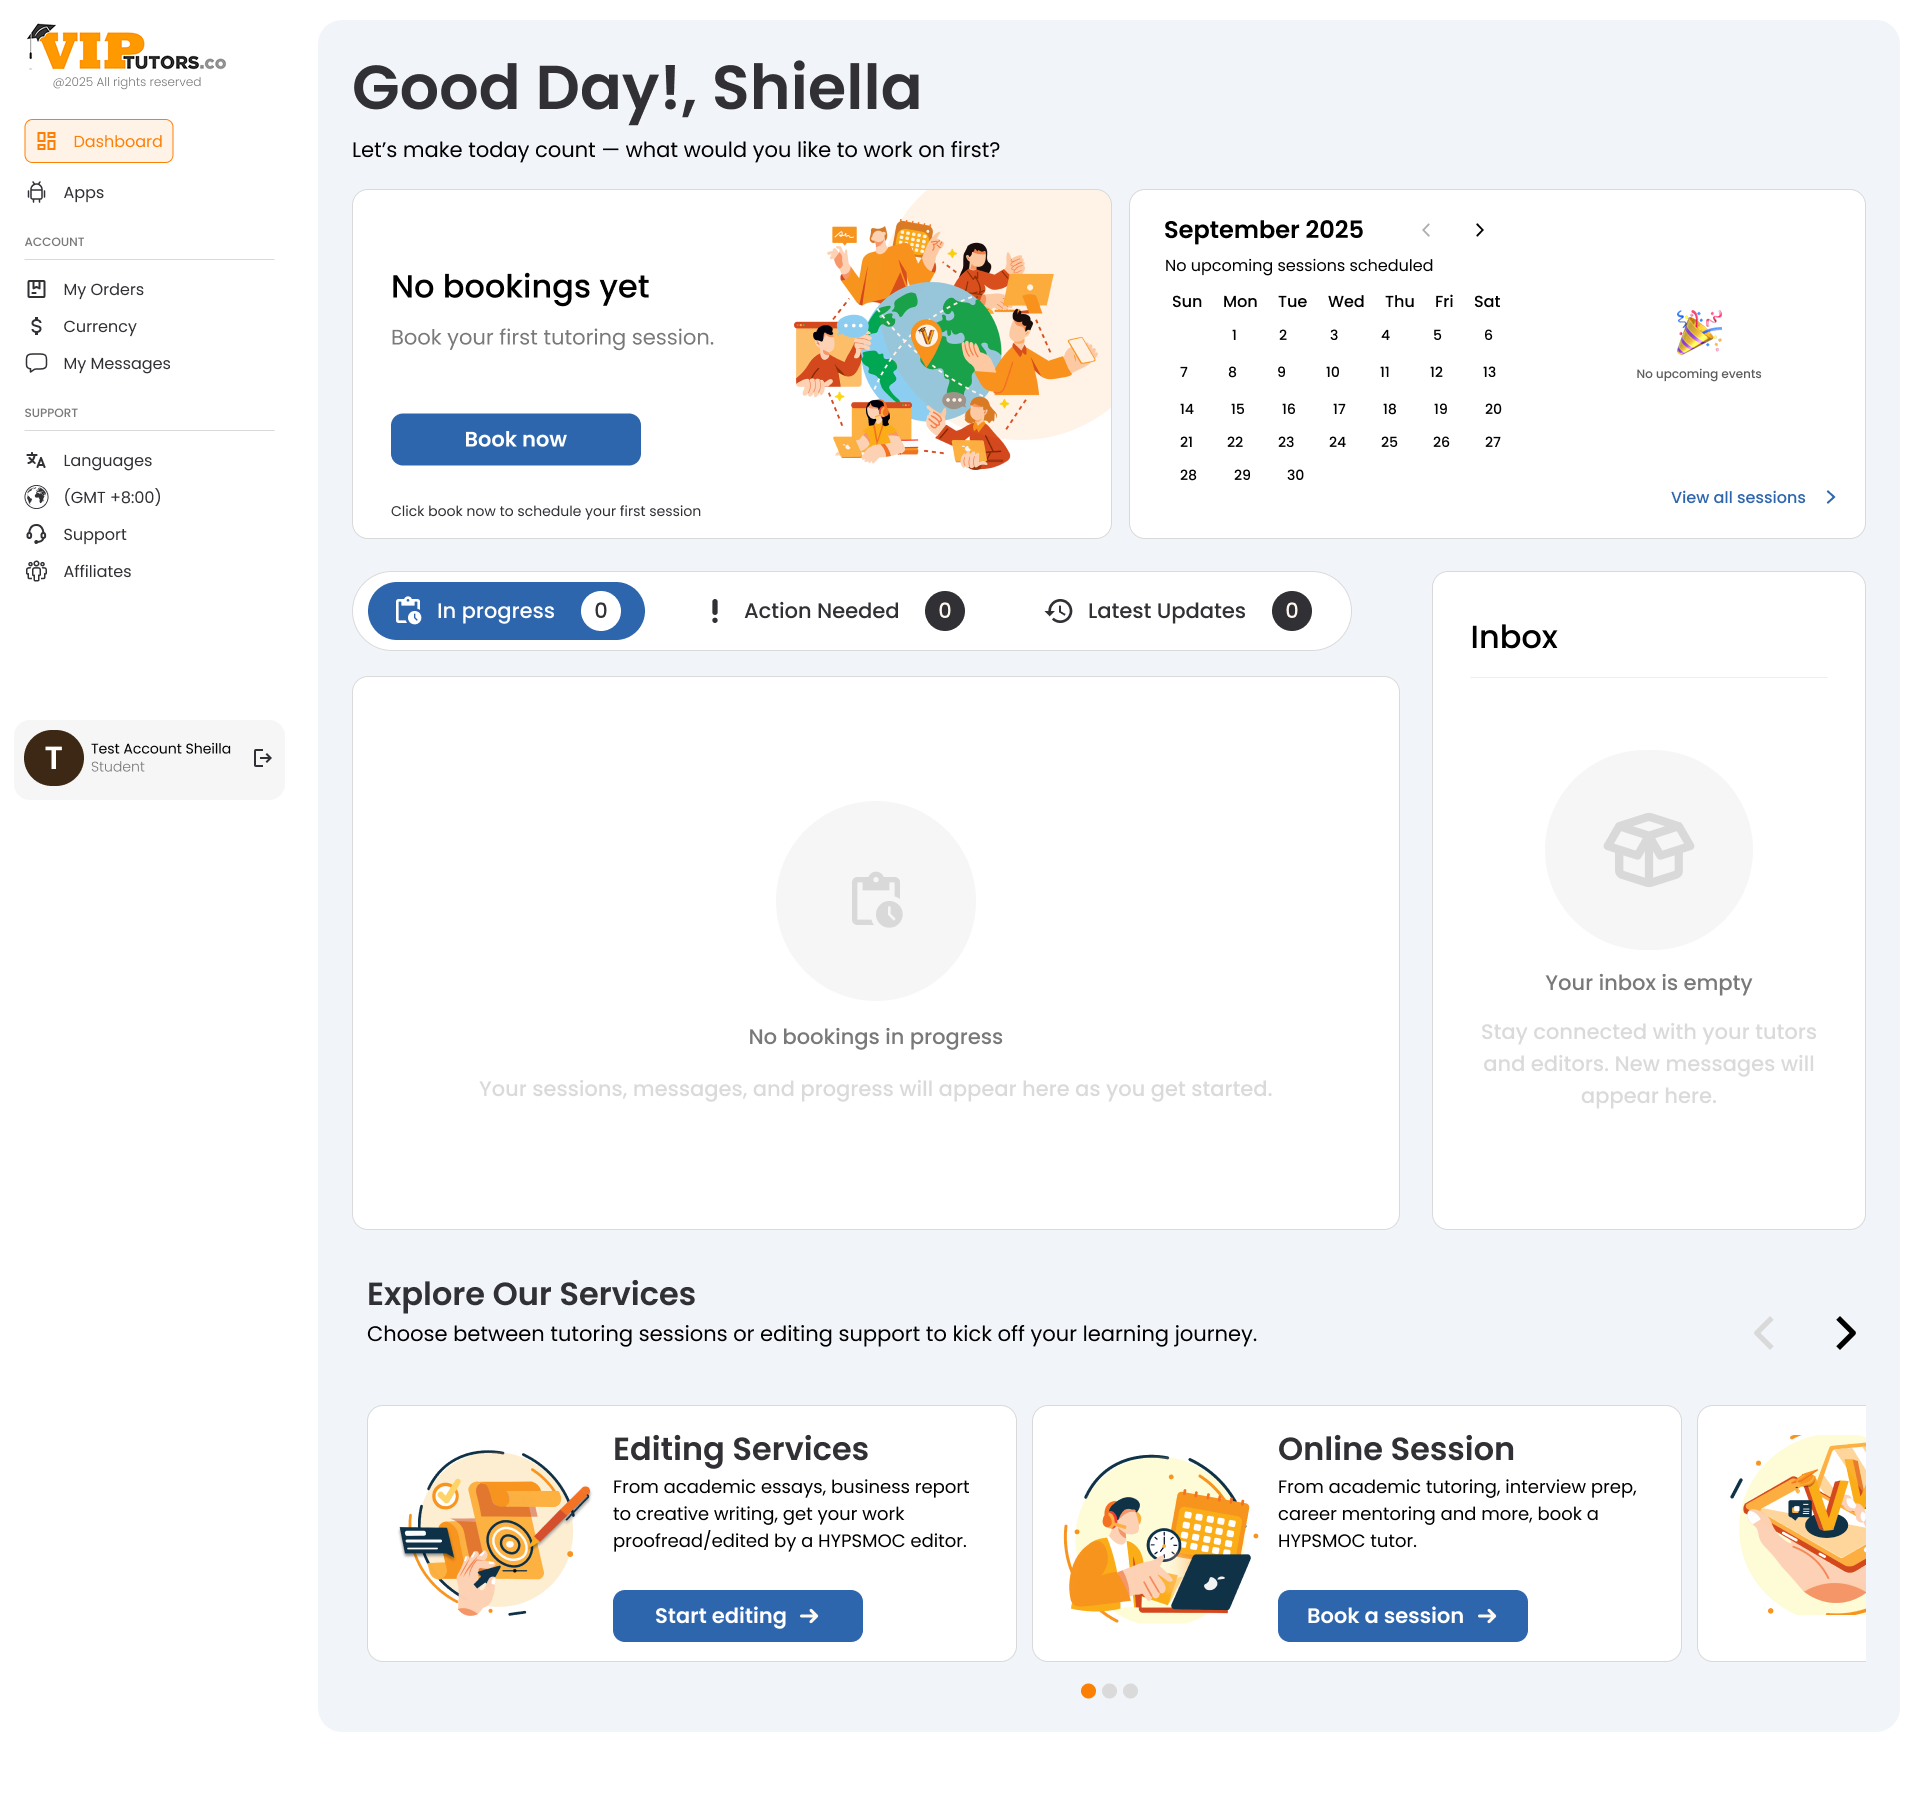 VIP
TUTORS.CO
@2025 All rights reserved
Dashboard
Apps
ACCOUNT
My Orders
Currency
My Messages
SUPPORT
Languages
(GMT +8:00)
Support
Affiliates
T
Test Account Sheilla
Student
Good Day!, Shiella
Let’s make today count — what would you like to work on first?
No bookings yet
Book your first tutoring session.
Book now
Click book now to schedule your first session
V
September 2025
No upcoming sessions scheduled
Sun Mon Tue Wed Thu Fri Sat
1 2 3 4 5 6
7 8 9 10 11 12 13
14 15 16 17 18 19 20
21 22 23 24 25 26 27
28 29 30
No upcoming events
View all sessions
In progress 0
Action Needed 0
Latest Updates 0
No bookings in progress
Your sessions, messages, and progress will appear here as you get started.
Inbox
Your inbox is empty
Stay connected with your tutors
and editors. New messages will
appear here.
Explore Our Services
Choose between tutoring sessions or editing support to kick off your learning journey.
Editing Services
From academic essays, business report
to creative writing, get your work
proofread/edited by a HYPSMOC editor.
Start editing
Online Session
From academic tutoring, interview prep,
career mentoring and more, book a
HYPSMOC tutor.
Book a session
V